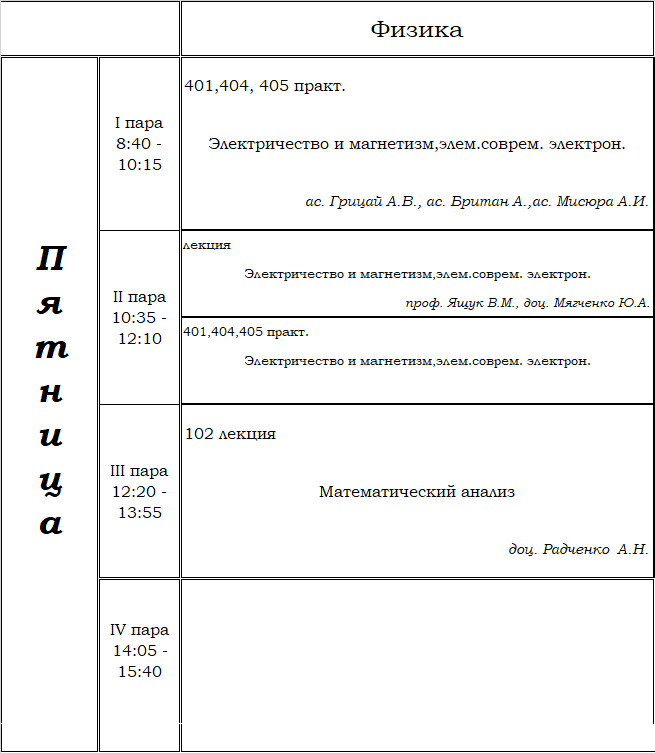 Физика
Пятница
I пара
8:40 -
10:15
401,404, 405 практ.
Электричество и магнетизм,элем.соврем. электрон.
ас. Грицай А.В., ас. Британ А.,ас. Мисюра А.И.
II пара
10:35 -
12:10
лекция
Электричество и магнетизм,элем.соврем. электрон.
проф. Ящук В.М., доц. Мягченко Ю.А.
401,404,405 практ.
Электричество и магнетизм,элем.соврем. электрон.
III пара
12:20 -
13:55
102 лекция
Математический анализ
доц. Радченко А.Н.
IV пара
14:05 -
15:40